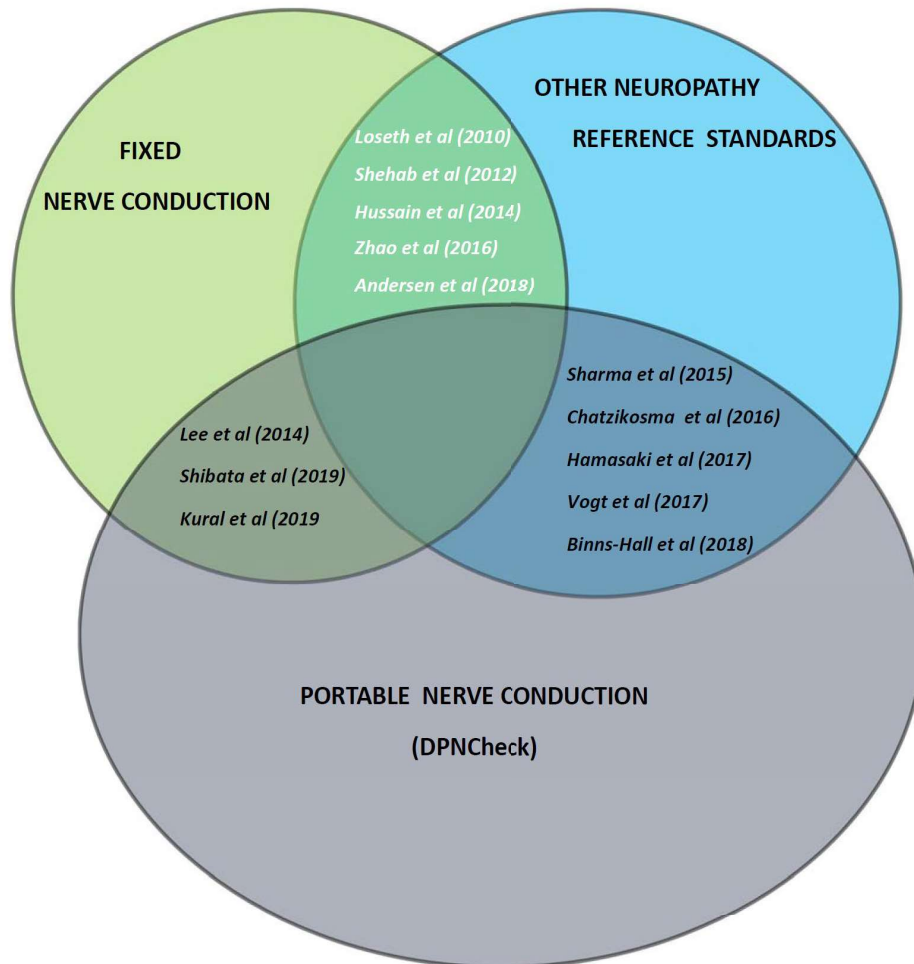 FIXED
NERVE CONDUCTION
OTHER NEUROPATHY
REFERENCE STANDARDS
Loseth et al (2010)
Shehab et al (2012)
Hussain et al (2014)
Zhao et al (2016)
Andersen et al (2018)
Lee et al (2014)
Shibata et al (2019)
Kural et al (2019
Sharma et al (2015)
Chatzikosma et al (2016)
Hamasaki et al (2017)
Vogt et al (2017)
Binns-Hall et al (2018)
PORTABLE NERVE CONDUCTION
(DPNCheck)